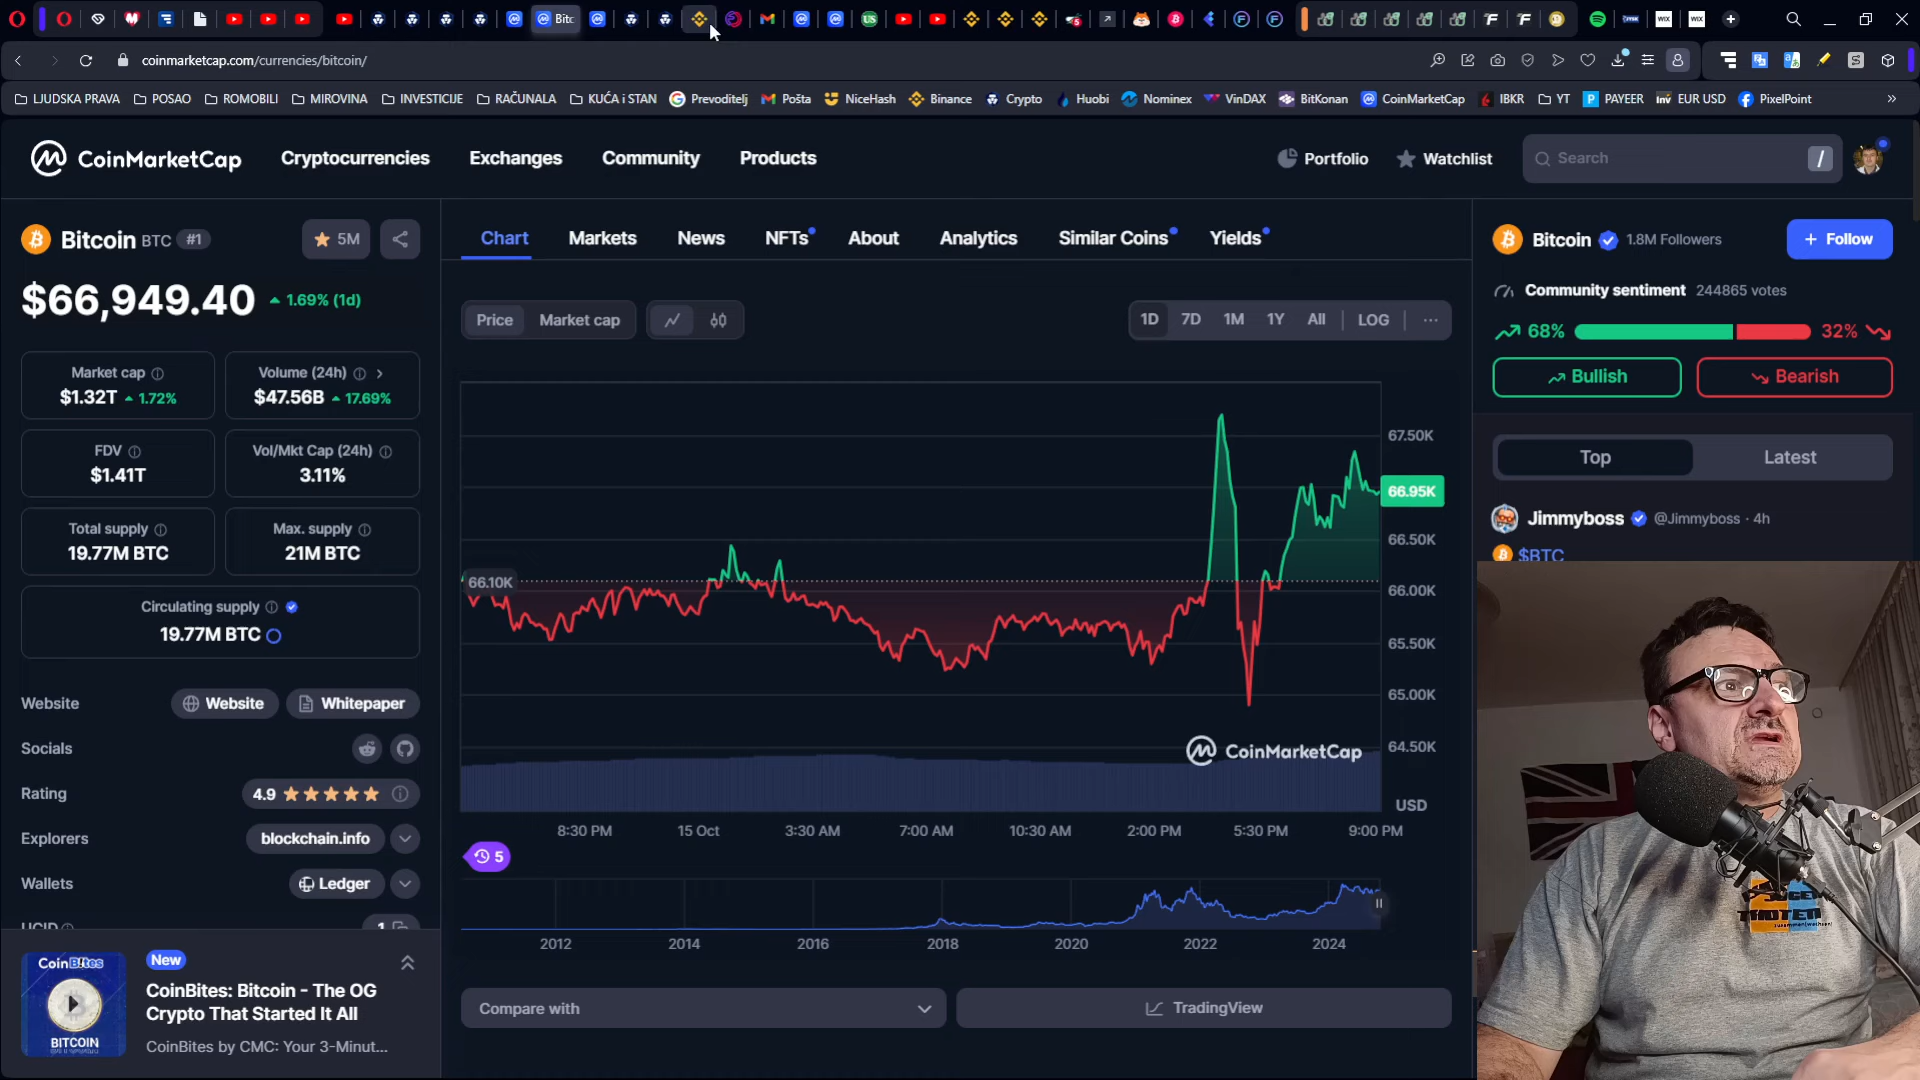 Bitc
coinmarketcap.com/currencies/bitcoin/
LJUDSKA PRAVA
POSAO
ROMOBILI
MIROVINA
INVESTICIJE
RAČUNALA
KUĆA i STAN
Prevoditelj
Pošta
NiceHash
Binance
Crypto
Huobi
Nominex
VinDAX
BitKonan
CoinMarketCap
IBKR
YT
PAYEER
EUR USD
PixelPoint
CoinMarketCap
Cryptocurrencies
Exchanges
Community
Products
Portfolio
Watchlist
Search
/
Bitcoin BTC #1
5M
$66,949.40
1.69% (1d)
Market cap
$1.32T 1.72%
Volume (24h)
$47.56B 17.69%
FDV
$1.41T
Vol/Mkt Cap (24h)
3.11%
Total supply
19.77M BTC
Max. supply
21M BTC
Circulating supply
19.77M BTC
Website
Website
Whitepaper
Socials
Rating
4.9
Explorers
blockchain.info
Wallets
Ledger
UCID
1
CoinBites
BITCOIN
New
CoinBites: Bitcoin - The OG
Crypto That Started It All
CoinBites by CMC: Your 3-Minut...
Chart
Markets
News
NFTs
About
Analytics
Similar Coins
Yields
Price
Market cap
1D
7D
1M
1Y
All
LOG
67.50K
66.95K
66.50K
66.10K
66.00K
65.50K
65.00K
64.50K
CoinMarketCap
USD
8:30 PM
15 Oct
3:30 AM
7:00 AM
10:30 AM
2:00 PM
5:30 PM
9:00 PM
5
2012
2014
2016
2018
2020
2022
2024
Compare with
TradingView
Bitcoin
1.8M Followers
+ Follow
Community sentiment
244865 votes
68%
32%
Bullish
Bearish
Top
Latest
Jimmyboss
@Jimmyboss · 4h
$BTC